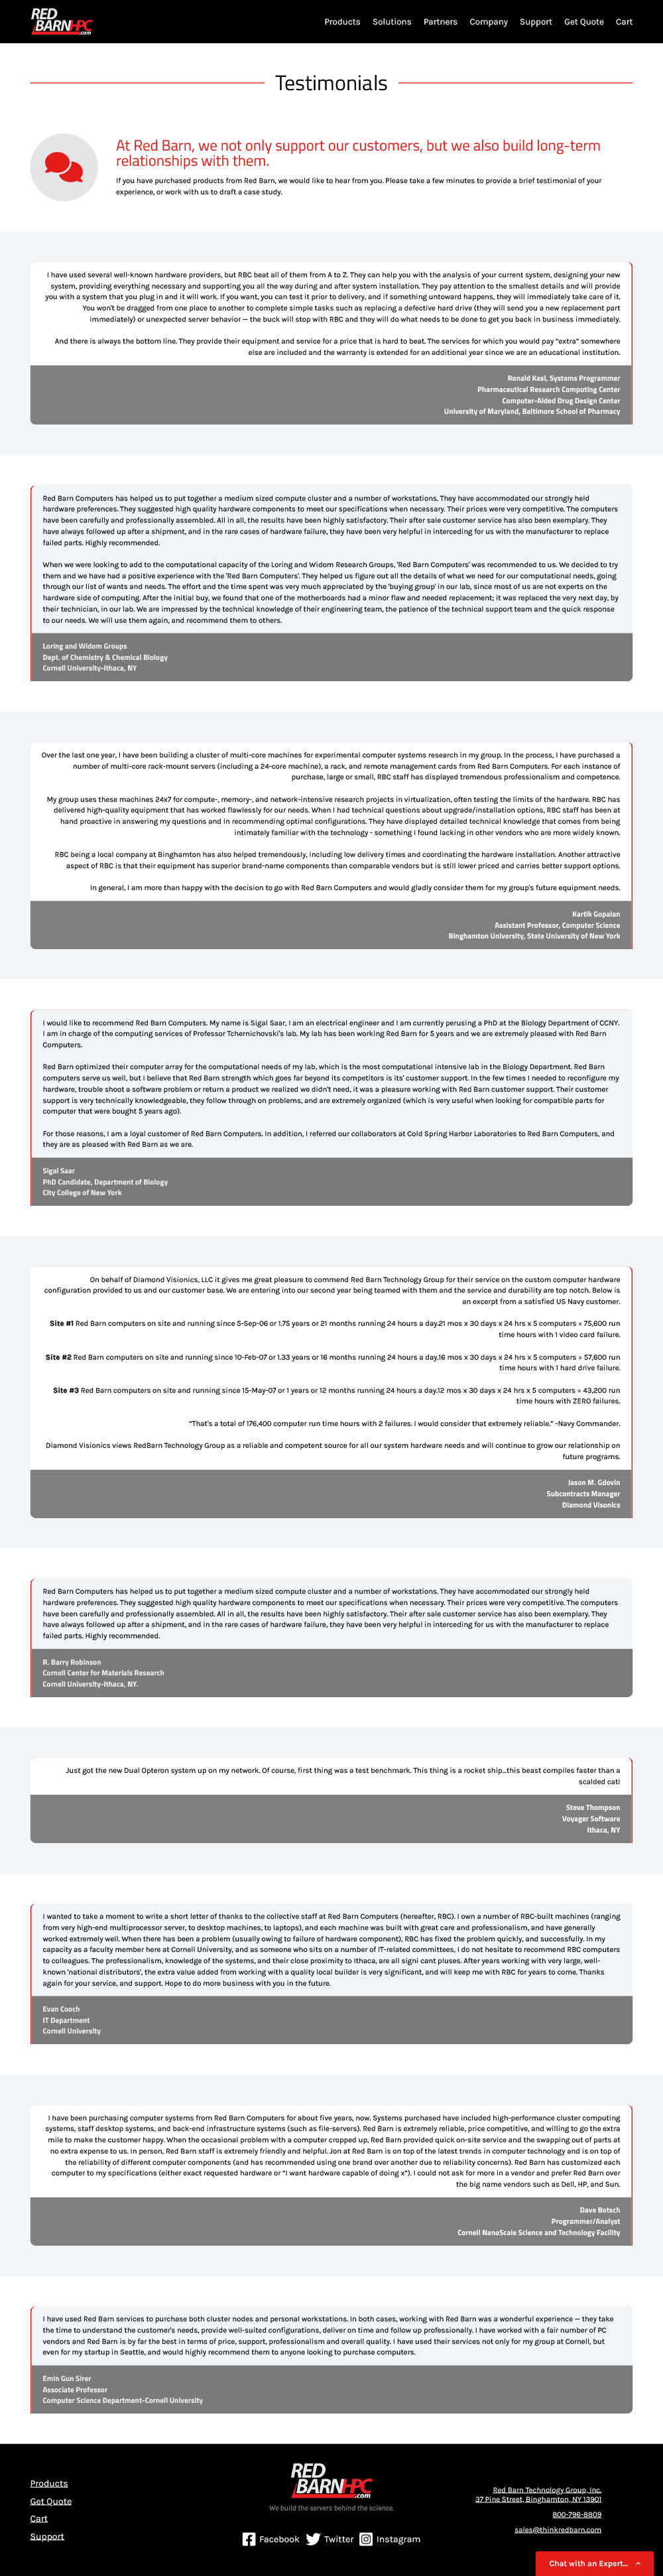 RED
BARN HPC
.com
Products Solutions Partners Company Support Get Quote Cart
Testimonials
At Red Barn, we not only support our customers, but we also build long-term
relationships with them.
If you have purchased products from Red Barn, we would like to hear from you. Please take a few minutes to provide a brief testimonial of your
experience, or work with us to draft a case study.
I have used several well-known hardware providers, but RBC beat all of them from A to Z. They can help you with the analysis of your current system, designing your new
system, providing everything necessary and supporting you all the way during and after system installation. They pay attention to the smallest details and will provide
you with a system that you plug in and it will work. If you want, you can test it prior to delivery, and if something untoward happens, they will immediately take care of it.
You won't be dragged from one place to another to complete simple tasks such as replacing a defective hard drive (they will send you a new replacement part
immediately) or unexpected server behavior — the buck will stop with RBC and they will do what needs to be done to get you back in business immediately.
And there is always the bottom line. They provide their equipment and service for a price that is hard to beat. The services for which you would pay "extra" somewhere
else are included and the warranty is extended for an additional year since we are an educational institution.
Ronald Kasl, Systems Programmer
Pharmaceutical Research Computing Center
Computer-Aided Drug Design Center
University of Maryland, Baltimore School of Pharmacy
Red Barn Computers has helped us to put together a medium sized compute cluster and a number of workstations. They have accommodated our strongly held
hardware preferences. They suggested high quality hardware components to meet our specifications when necessary. Their prices were very competitive. The computers
have been carefully and professionally assembled. All in all, the results have been highly satisfactory. Their after sale customer service has also been exemplary. They
have always followed up after a shipment, and in the rare cases of hardware failure, they have been very helpful in interceding for us with the manufacturer to replace
failed parts. Highly recommended.
When we were looking to add to the computational capacity of the Loring and Widom Research Groups, 'Red Barn Computers' was recommended to us. We decided to try
them and we have had a positive experience with the 'Red Barn Computers'. They helped us figure out all the details of what we need for our computational needs, going
through our list of wants and needs. The effort and the time spent was very much appreciated by the 'buying group' in our lab, since most of us are not experts on the
hardware side of computing. After the initial buy, we found that one of the motherboards had a minor flaw and needed replacement; it was replaced the very next day, by
their technician, in our lab. We are impressed by the technical knowledge of their engineering team, the patience of the technical support team and the quick response
to our needs. We will use them again, and recommend them to others.
Loring and Widom Groups
Dept. of Chemistry & Chemical Biology
Cornell University-Ithaca, NY
Over the last one year, I have been building a cluster of multi-core machines for experimental computer systems research in my group. In the process, I have purchased a
number of multi-core rack-mount servers (including a 24-core machine), a rack, and remote management cards from Red Barn Computers. For each instance of
purchase, large or small, RBC staff has displayed tremendous professionalism and competence.
My group uses these machines 24x7 for compute-, memory-, and network-intensive research projects in virtualization, often testing the limits of the hardware. RBC has
delivered high-quality equipment that has worked flawlessly for our needs. When I had technical questions about upgrade/installation options, RBC staff has been at
hand proactive in answering my questions and in recommending optimal configurations. They have displayed detailed technical knowledge that comes from being
intimately familiar with the technology - something I found lacking in other vendors who are more widely known.
RBC being a local company at Binghamton has also helped tremendously, including low delivery times and coordinating the hardware installation. Another attractive
aspect of RBC is that their equipment has superior brand-name components than comparable vendors but is still lower priced and carries better support options.
In general, I am more than happy with the decision to go with Red Barn Computers and would gladly consider them for my group's future equipment needs.
Kartik Gopalan
Assistant Professor, Computer Science
Binghamton University, State University of New York
I would like to recommend Red Barn Computers. My name is Sigal Saar, I am an electrical engineer and I am currently perusing a PhD at the Biology Department of CCNY.
I am in charge of the computing services of Professor Tchernichovski's lab. My lab has been working Red Barn for 5 years and we are extremely pleased with Red Barn
Computers.
Red Barn optimized their computer array for the computational needs of my lab, which is the most computational intensive lab in the Biology Department. Red Barn
computers serve us well, but I believe that Red Barn strength which goes far beyond its competitors is its' customer support. In the few times I needed to reconfigure my
hardware, trouble shoot a software problem or return a product we realized we didn't need, it was a pleasure working with Red Barn customer support. Their customer
support is very technically knowledgeable, they follow through on problems, and are extremely organized (which is very useful when looking for compatible parts for
computer that were bought 5 years ago).
For those reasons, I am a loyal customer of Red Barn Computers. In addition, I referred our collaborators at Cold Spring Harbor Laboratories to Red Barn Computers, and
they are as pleased with Red Barn as we are.
Sigal Saar
PhD Candidate, Department of Biology
City College of New York
On behalf of Diamond Visionics, LLC it gives me great pleasure to commend Red Barn Technology Group for their service on the custom computer hardware
configuration provided to us and our customer base. We are entering into our second year being teamed with them and the service and durability are top notch. Below is
an excerpt from a satisfied US Navy customer.
Site #1 Red Barn computers on site and running since 5-Sep-06 or 1.75 years or 21 months running 24 hours a day.21 mos x 30 days x 24 hrs x 5 computers = 75,600 run
time hours with 1 video card failure.
Site #2 Red Barn computers on site and running since 10-Feb-07 or 1.33 years or 16 months running 24 hours a day.16 mos x 30 days x 24 hrs x 5 computers = 57,600 run
time hours with 1 hard drive failure.
Site #3 Red Barn computers on site and running since 15-May-07 or 1 years or 12 months running 24 hours a day.12 mos x 30 days x 24 hrs x 5 computers = 43,200 run
time hours with ZERO failures.
"That's a total of 176,400 computer run time hours with 2 failures. I would consider that extremely reliable." -Navy Commander.
Diamond Visionics views RedBarn Technology Group as a reliable and competent source for all our system hardware needs and will continue to grow our relationship on
future programs.
Jason M. Gdovin
Subcontracts Manager
Diamond Visonics
Red Barn Computers has helped us to put together a medium sized compute cluster and a number of workstations. They have accommodated our strongly held
hardware preferences. They suggested high quality hardware components to meet our specifications when necessary. Their prices were very competitive. The computers
have been carefully and professionally assembled. All in all, the results have been highly satisfactory. Their after sale customer service has also been exemplary. They
have always followed up after a shipment, and in the rare cases of hardware failure, they have been very helpful in interceding for us with the manufacturer to replace
failed parts. Highly recommended.
R. Barry Robinson
Cornell Center for Materials Research
Cornell University-Ithaca, NY.
Just got the new Dual Opteron system up on my network. Of course, first thing was a test benchmark. This thing is a rocket ship...this beast compiles faster than a
scalded cat!
Steve Thompson
Voyager Software
Ithaca, NY
I wanted to take a moment to write a short letter of thanks to the collective staff at Red Barn Computers (hereafter, RBC). I own a number of RBC-built machines (ranging
from very high-end multiprocessor server, to desktop machines, to laptops), and each machine was built with great care and professionalism, and have generally
worked extremely well. When there has been a problem (usually owing to failure of hardware component), RBC has fixed the problem quickly, and successfully. In my
capacity as a faculty member here at Cornell University, and as someone who sits on a number of IT-related committees, I do not hesitate to recommend RBC computers
to colleagues. The professionalism, knowledge of the systems, and their close proximity to Ithaca, are all signi cant pluses. After years working with very large, well-
known 'national distributors', the extra value added from working with a quality local builder is very significant, and will keep me with RBC for years to come. Thanks
again for your service, and support. Hope to do more business with you in the future.
Evan Cooch
IT Department
Cornell University
I have been purchasing computer systems from Red Barn Computers for about five years, now. Systems purchased have included high-performance cluster computing
systems, staff desktop systems, and back-end infrastructure systems (such as file-servers). Red Barn is extremely reliable, price competitive, and willing to go the extra
mile to make the customer happy. When the occasional problem with a computer cropped up, Red Barn provided quick on-site service and the swapping out of parts at
no extra expense to us. In person, Red Barn staff is extremely friendly and helpful. Jon at Red Barn is on top of the latest trends in computer technology and is on top of
the reliability of different computer components (and has recommended using one brand over another due to reliability concerns). Red Barn has customized each
computer to my specifications (either exact requested hardware or "I want hardware capable of doing x"). I could not ask for more in a vendor and prefer Red Barn over
the big name vendors such as Dell, HP, and Sun.
Dave Botsch
Programmer/Analyst
Cornell NanoScale Science and Technology Facility
I have used Red Barn services to purchase both cluster nodes and personal workstations. In both cases, working with Red Barn was a wonderful experience — they take
the time to understand the customer's needs, provide well-suited configurations, deliver on time and follow up professionally. I have worked with a fair number of PC
vendors and Red Barn is by far the best in terms of price, support, professionalism and overall quality. I have used their services not only for my group at Cornell, but
even for my startup in Seattle, and would highly recommend them to anyone looking to purchase computers.
Emin Gun Sirer
Associate Professor
Computer Science Department-Cornell University
Products
Get Quote
Cart
Support
RED
BARN HPC
.com
We build the servers behind the science.
Facebook Twitter Instagram
Red Barn Technology Group, Inc.
37 Pine Street, Binghamton, NY 13901
800-796-8809
sales@thinkredbarn.com
Chat with an Expert...